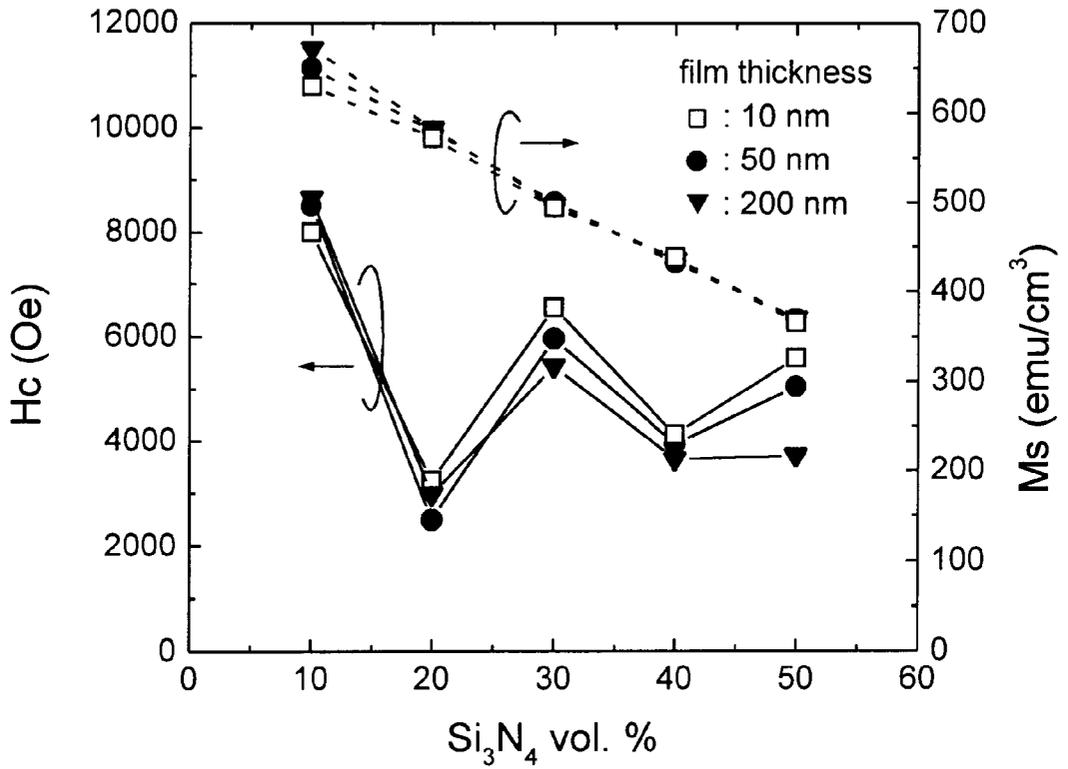 12000
10000
8000
6000
4000
2000
0
Hc (Oe)
700
600
500
400
300
200
100
0
Ms (emu/cm³)
film thickness
: 10 nm
: 50 nm
: 200 nm
0 10 20 30 40 50 60
Si₃N₄ vol. %